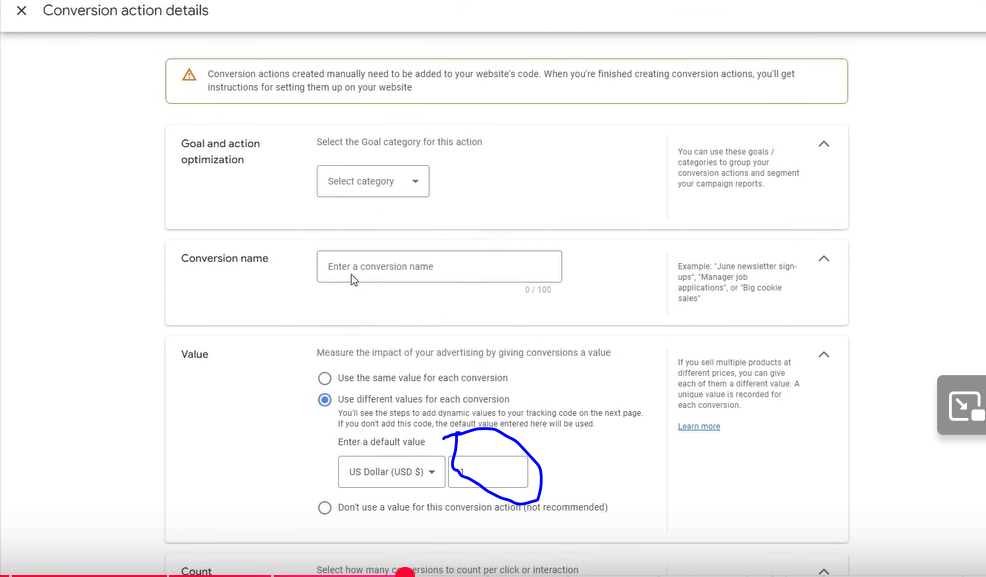 Conversion action details
Conversion actions created manually need to be added to your website's code. When you're finished creating conversion actions, you'll get
instructions for setting them up on your website
Goal and action
optimization
Select the Goal category for this action
Select category
You can use these goals /
categories to group your
conversion actions and segment
your campaign reports.
Conversion name
Enter a conversion name
0 / 100
Example: "June newsletter sign-
ups", "Manager job
applications", or "Big cookie
sales"
Value
Measure the impact of your advertising by giving conversions a value
Use the same value for each conversion
Use different values for each conversion
You'll see the steps to add dynamic values to your tracking code on the next page.
If you don't add this code, the default value entered here will be used.
Enter a default value
US Dollar (USD $)
1
Don't use a value for this conversion action (not recommended)
If you sell multiple products at
different prices, you can give
each of them a different value. A
unique value is recorded for
each conversion.
Learn more
Count
Select how many conversions to count per click or interaction